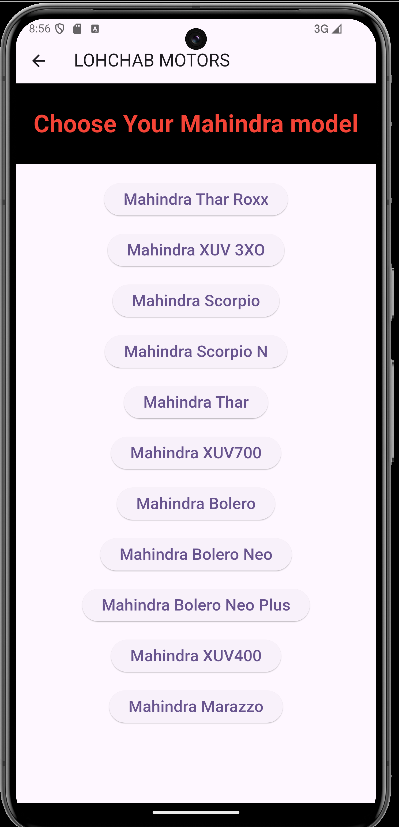 8:56 3G
LOHCHAB MOTORS
Choose Your Mahindra model
Mahindra Thar Roxx
Mahindra XUV 3XO
Mahindra Scorpio
Mahindra Scorpio N
Mahindra Thar
Mahindra XUV700
Mahindra Bolero
Mahindra Bolero Neo
Mahindra Bolero Neo Plus
Mahindra XUV400
Mahindra Marazzo